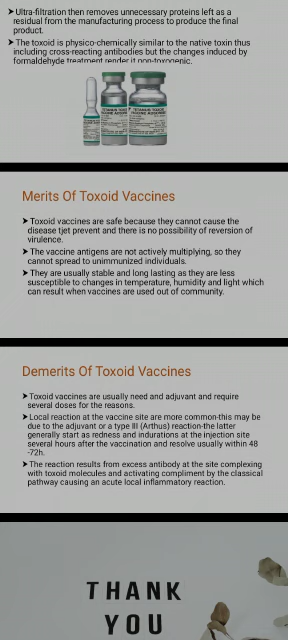 ➤Ultra-filtration then removes unnecessary proteins left as a
residual from the manufacturing process to produce the final
product.
➤The toxoid is physico-chemically similar to the native toxin thus
including cross-reacting antibodies but the changes induced by
formaldehyde treatment render it non-toxogenic.
TETANUS TOXOID
Merits Of Toxoid Vaccines
➤Toxoid vaccines are safe because they cannot cause the
disease tjet prevent and there is no possibility of reversion of
virulence.
➤The vaccine antigens are not actively multiplying, so they
cannot spread to unimmunized individuals.
➤They are usually stable and long lasting as they are less
susceptible to changes in temperature, humidity and light which
can result when vaccines are used out of community.
Demerits Of Toxoid Vaccines
➤Toxoid vaccines are usually need and adjuvant and require
several doses for the reasons.
➤Local reaction at the vaccine site are more common-this may be
due to the adjuvant or a type III (Arthus) reaction-the latter
generally start as redness and indurations at the injection site
several hours after the vaccination and resolve usually within 48
-72h.
➤The reaction results from excess antibody at the site complexing
with toxoid molecules and activating compliment by the classical
pathway causing an acute local inflammatory reaction.
THANK
YOU